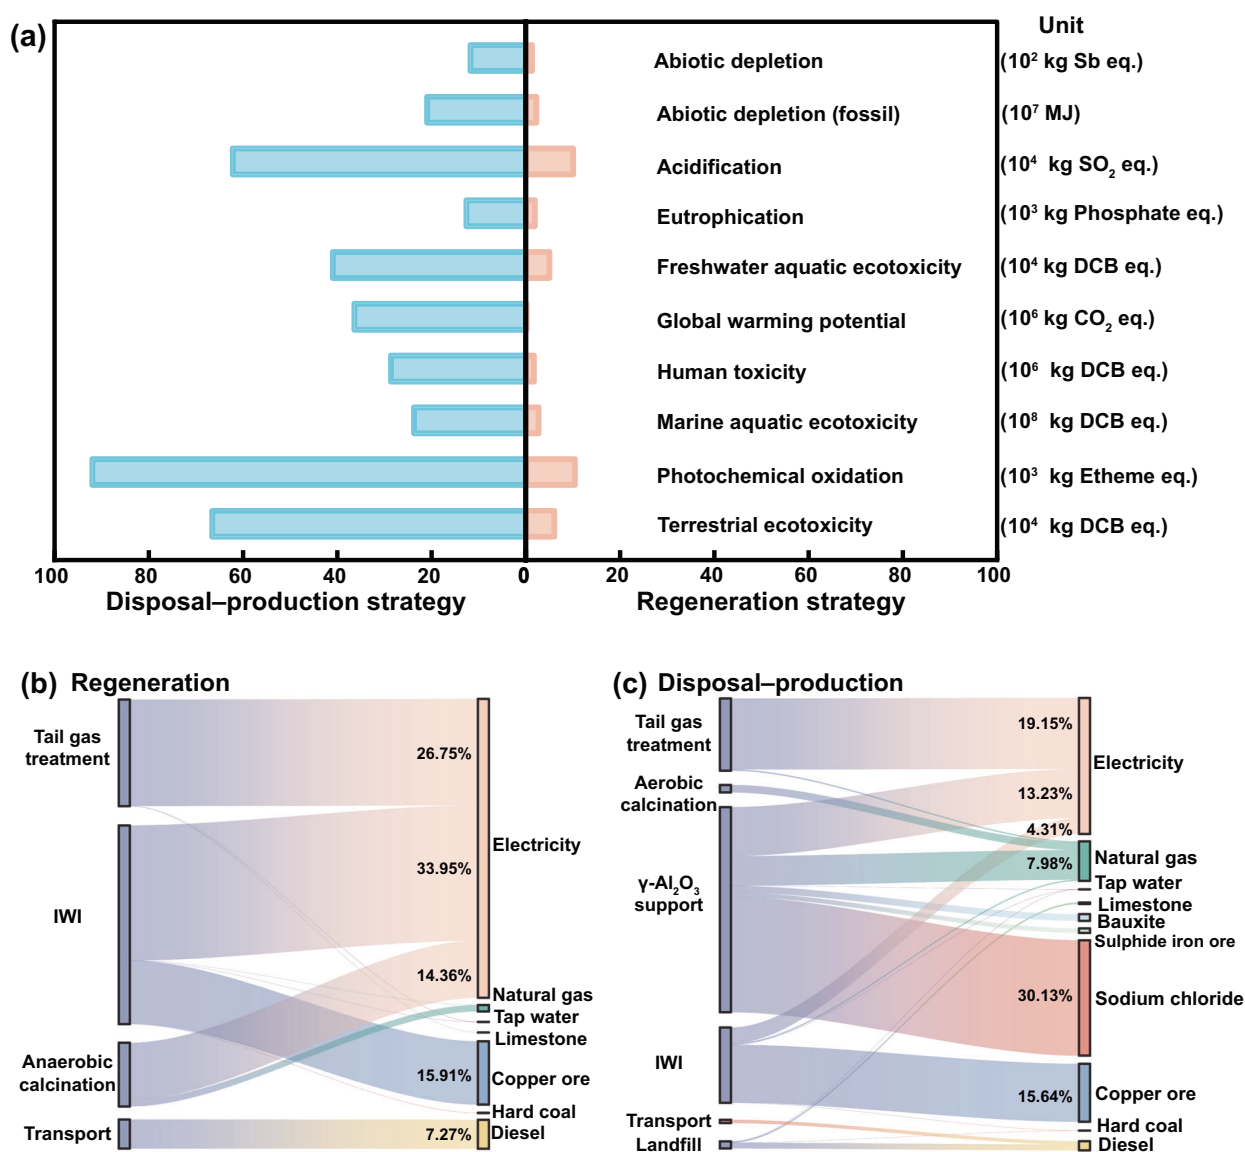 (a)
Unit
Abiotic depletion (10² kg Sb eq.)
Abiotic depletion (fossil) (10⁷ MJ)
Acidification (10⁴ kg SO₂ eq.)
Eutrophication (10³ kg Phosphate eq.)
Freshwater aquatic ecotoxicity (10⁴ kg DCB eq.)
Global warming potential (10⁶ kg CO₂ eq.)
Human toxicity (10⁶ kg DCB eq.)
Marine aquatic ecotoxicity (10⁸ kg DCB eq.)
Photochemical oxidation (10³ kg Etheme eq.)
Terrestrial ecotoxicity (10⁴ kg DCB eq.)
100 80 60 40 20 0 20 40 60 80 100
Disposal–production strategy Regeneration strategy
(b) Regeneration
Tail gas
treatment
IWI
Anaerobic
calcination
Transport
26.75%
33.95%
14.36%
15.91%
7.27%
Electricity
Natural gas
Tap water
Limestone
Copper ore
Hard coal
Diesel
(c) Disposal–production
Tail gas
treatment
Aerobic
calcination
γ-Al₂O₃
support
IWI
Transport
Landfill
19.15%
13.23%
4.31%
7.98%
30.13%
15.64%
Electricity
Natural gas
Tap water
Limestone
Bauxite
Sulphide iron ore
Sodium chloride
Copper ore
Hard coal
Diesel